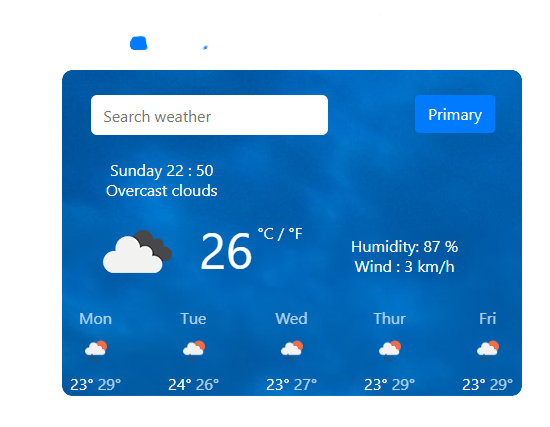 Search weather
Primary
Sunday 22 : 50
Overcast clouds
26 °C / °F
Humidity: 87 %
Wind : 3 km/h
Mon Tue Wed Thur Fri
23° 29° 24° 26° 23° 27° 23° 29° 23° 29°